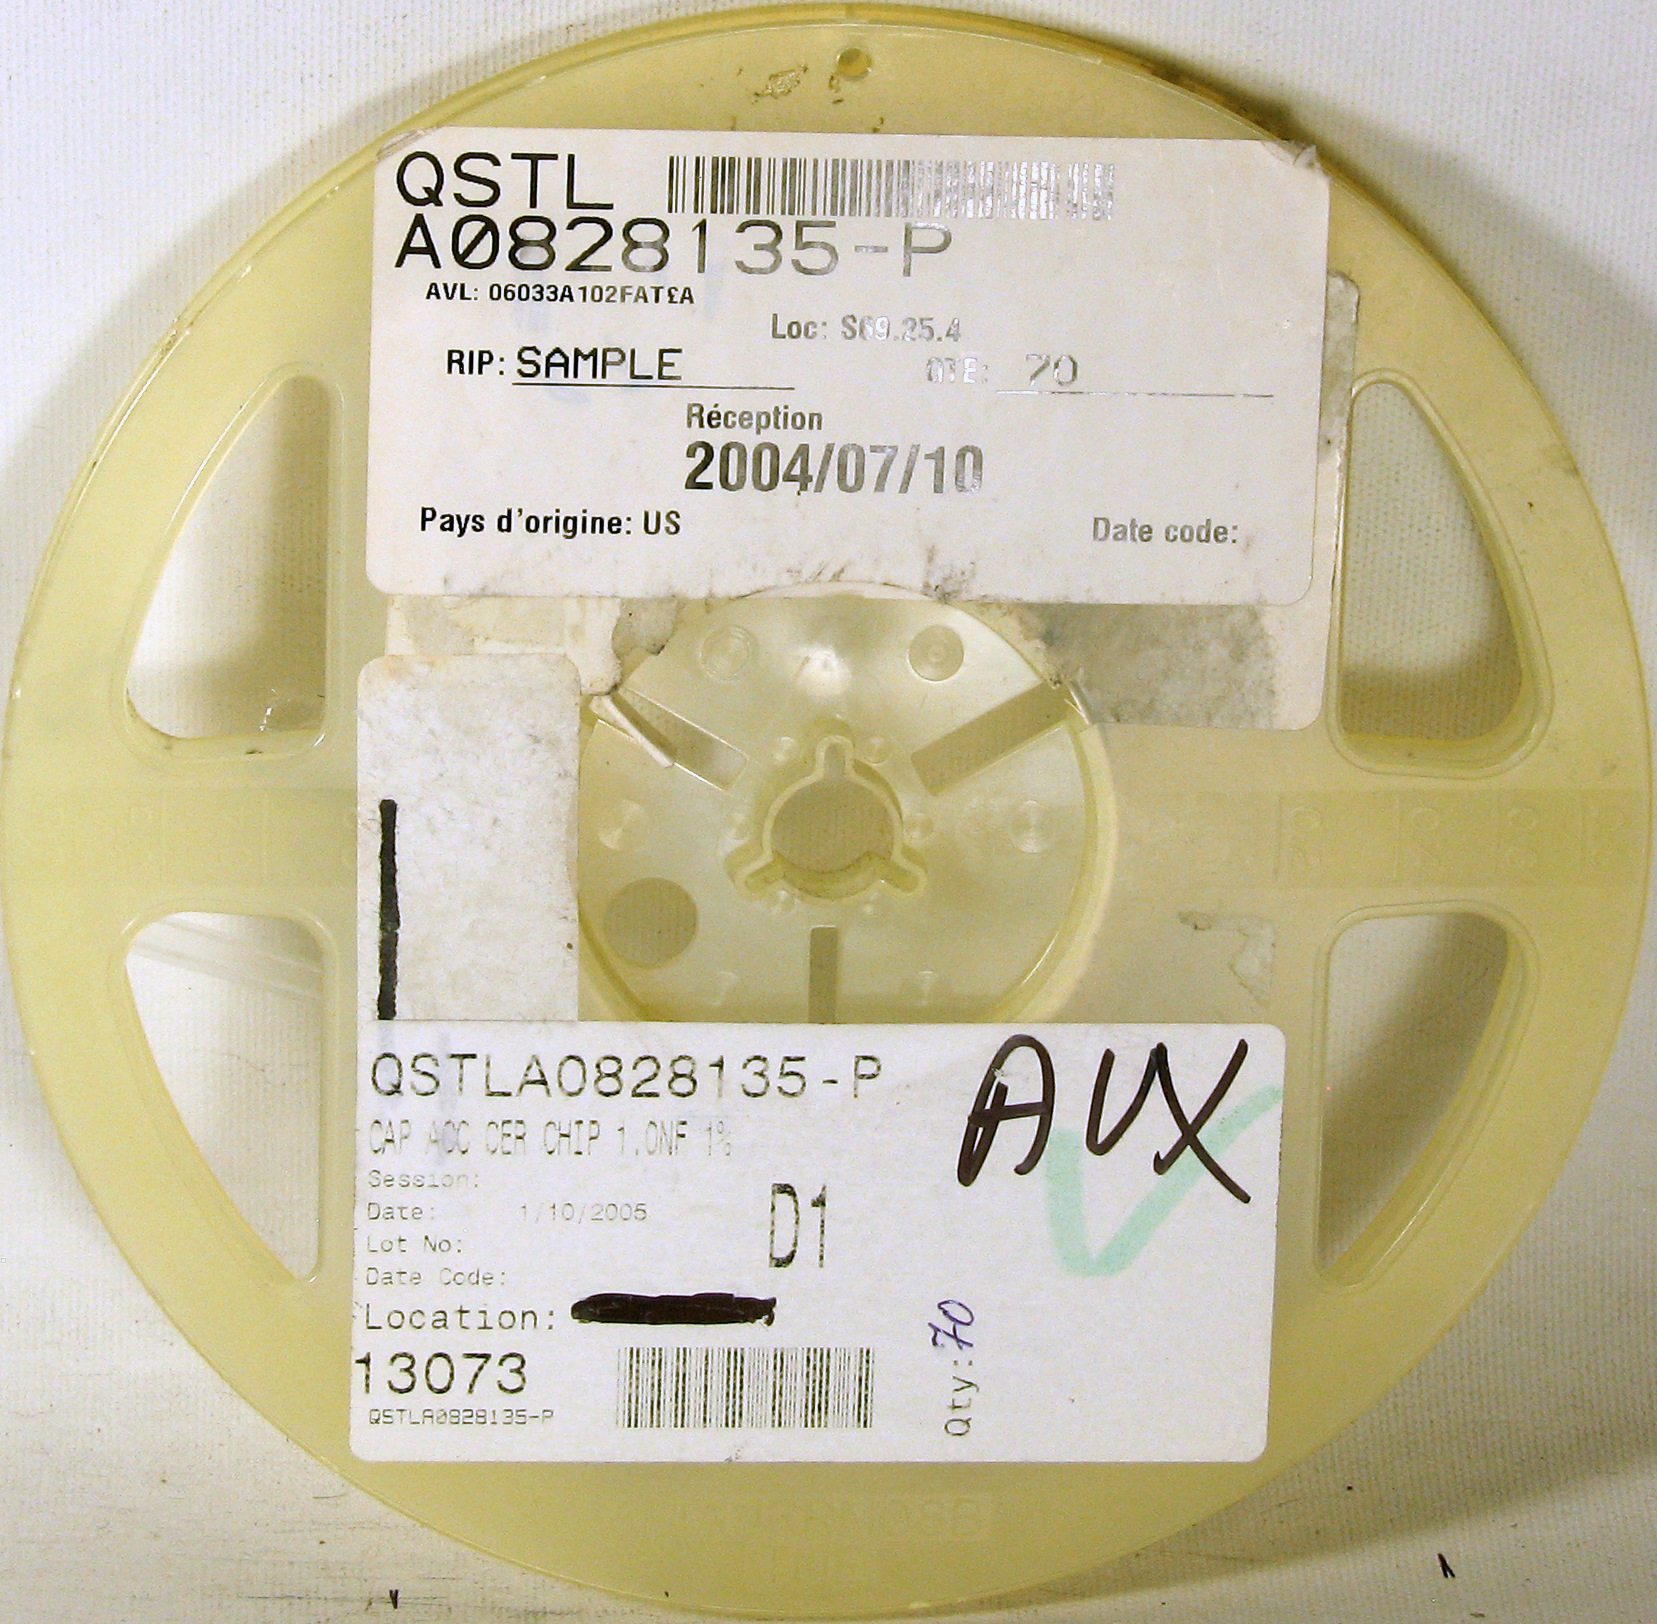 QSTL
A0828135-P
AVL: 06033A102FAT£A
Loc: S69.25.4
RIP: SAMPLE QTE: 70
Réception
2004/07/10
Pays d'origine: US Date code:
QSTLA0828135-P
AVX
CAP ACC CER CHIP 1.0NF 1%
Session:
Date: 1/10/2005
D1
Lot No:
Date Code:
Location:
13073
QSTLA0828135-P
Qty: 70